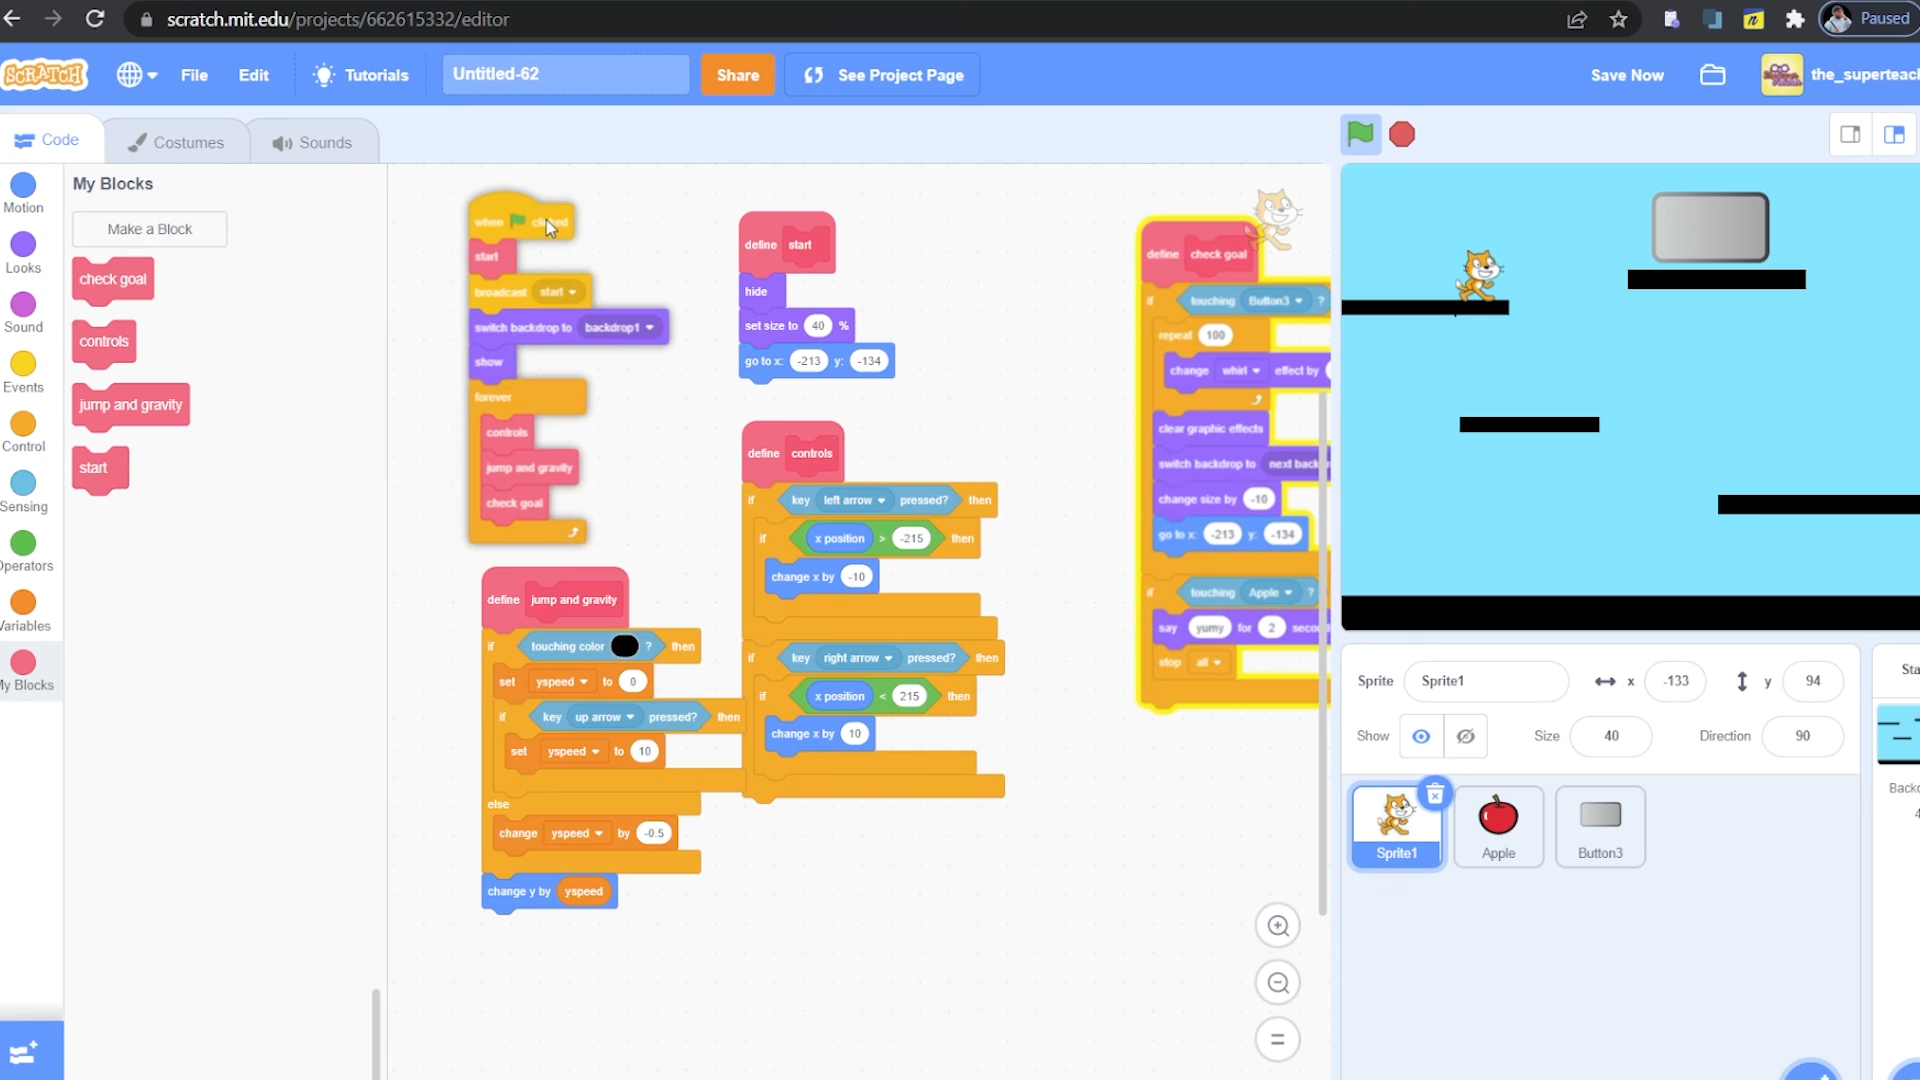 scratch.mit.edu/projects/662615332/editor
Paused
SCRATCH
File
Edit
Tutorials
Untitled-62
Share
See Project Page
Save Now
the_superteach
Code
Costumes
Sounds
Motion
Looks
Sound
Events
Control
Sensing
Operators
Variables
My Blocks
My Blocks
Make a Block
check goal
controls
jump and gravity
start
when clicked
start
broadcast start
switch backdrop to backdrop1
show
forever
controls
jump and gravity
check goal
define jump and gravity
if touching color ? then
set yspeed to 0
if key up arrow pressed? then
set yspeed to 10
else
change yspeed by -0.5
change y by yspeed
define start
hide
set size to 40 %
go to x: -213 y: -134
define controls
if key left arrow pressed? then
if x position > -215 then
change x by -10
if key right arrow pressed? then
if x position < 215 then
change x by 10
define check goal
if touching Button3 ?
repeat 100
change whirl effect by
clear graphic effects
switch backdrop to next back
change size by -10
go to x: -213 y: -134
if touching Apple ?
say yumy for 2 seco
stop all
Sprite Sprite1 x -133 y 94
Show Size 40 Direction 90
Sprite1
Apple
Button3
Sta
Backd
4